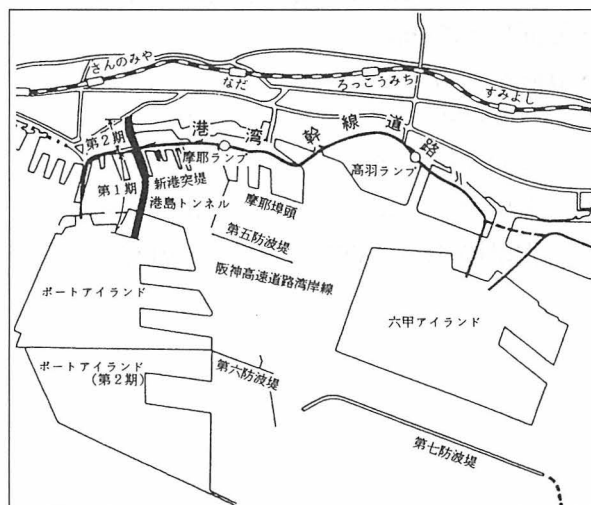 さんのみや
なだ
ろっこうみち
すみよし
港湾幹線道路
第2期
摩耶ランプ
高羽ランプ
第1期
新港突堤
港島トンネル
摩耶埠頭
第五防波堤
阪神高速道路湾岸線
ポートアイランド
六甲アイランド
ポートアイランド
(第2期)
第六防波堤
第七防波堤